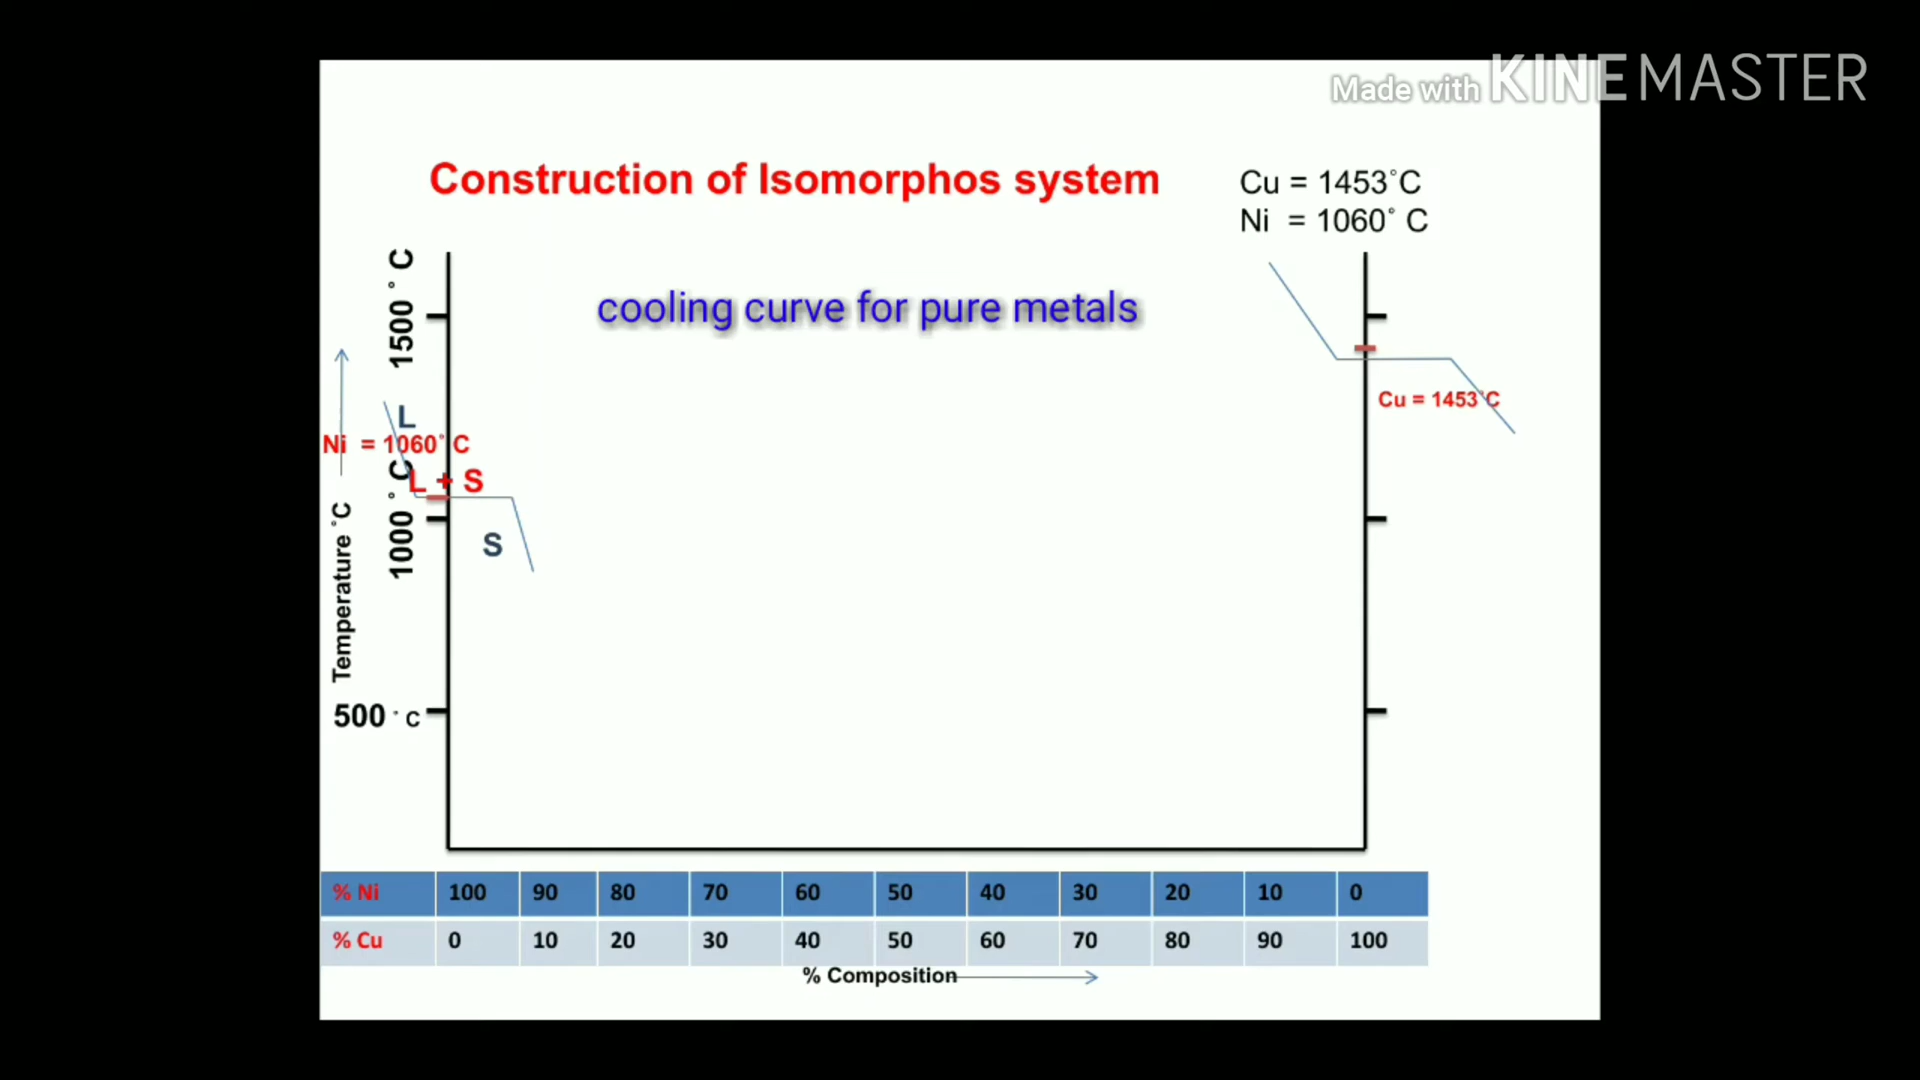 Made with KINEMASTER
Construction of Isomorphos system
Cu = 1453°C
Ni = 1060° C
cooling curve for pure metals
1500 ° C
L
Ni = 1060° C
Cu = 1453°C
L + S
1000 ° C
S
Temperature °C
500 ° C
% Ni 100 90 80 70 60 50 40 30 20 10 0
% Cu 0 10 20 30 40 50 60 70 80 90 100
% Composition